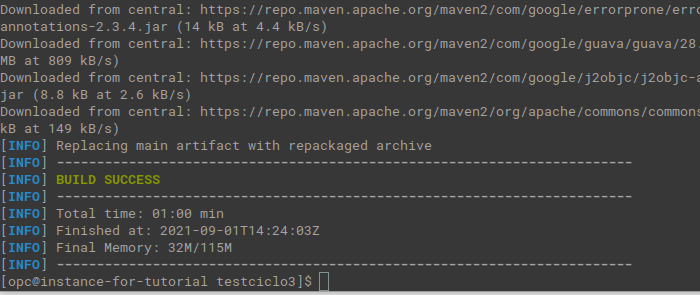 Downloaded from central: https://repo.maven.apache.org/maven2/com/google/errorprone/erro
annotations-2.3.4.jar (14 kB at 4.4 kB/s)
Downloaded from central: https://repo.maven.apache.org/maven2/com/google/guava/guava/28.
MB at 809 kB/s)
Downloaded from central: https://repo.maven.apache.org/maven2/com/google/j2objc/j2objc-a
jar (8.8 kB at 2.6 kB/s)
Downloaded from central: https://repo.maven.apache.org/maven2/org/apache/commons/commons
kB at 149 kB/s)
[INFO] Replacing main artifact with repackaged archive
[INFO] ------------------------------------------------------------------------
[INFO] BUILD SUCCESS
[INFO] ------------------------------------------------------------------------
[INFO] Total time: 01:00 min
[INFO] Finished at: 2021-09-01T14:24:03Z
[INFO] Final Memory: 32M/115M
[INFO] ------------------------------------------------------------------------
[opc@instance-for-tutorial testciclo3]$